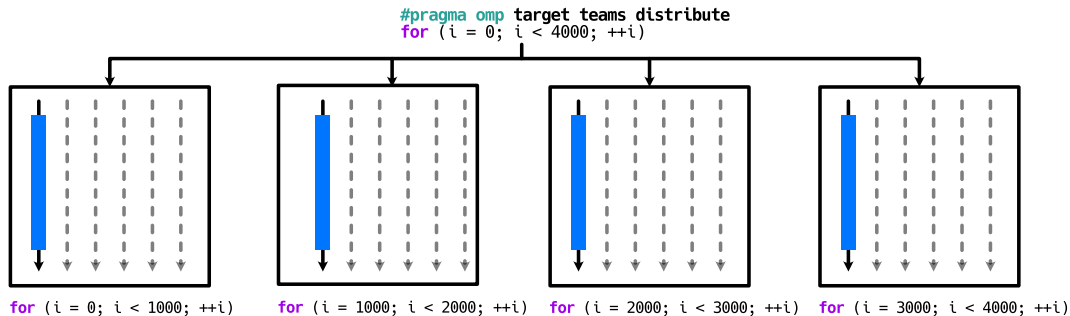 #pragma omp target teams distribute
for (i = 0; i < 4000; ++i)
for (i = 0; i < 1000; ++i)
for (i = 1000; i < 2000; ++i)
for (i = 2000; i < 3000; ++i)
for (i = 3000; i < 4000; ++i)